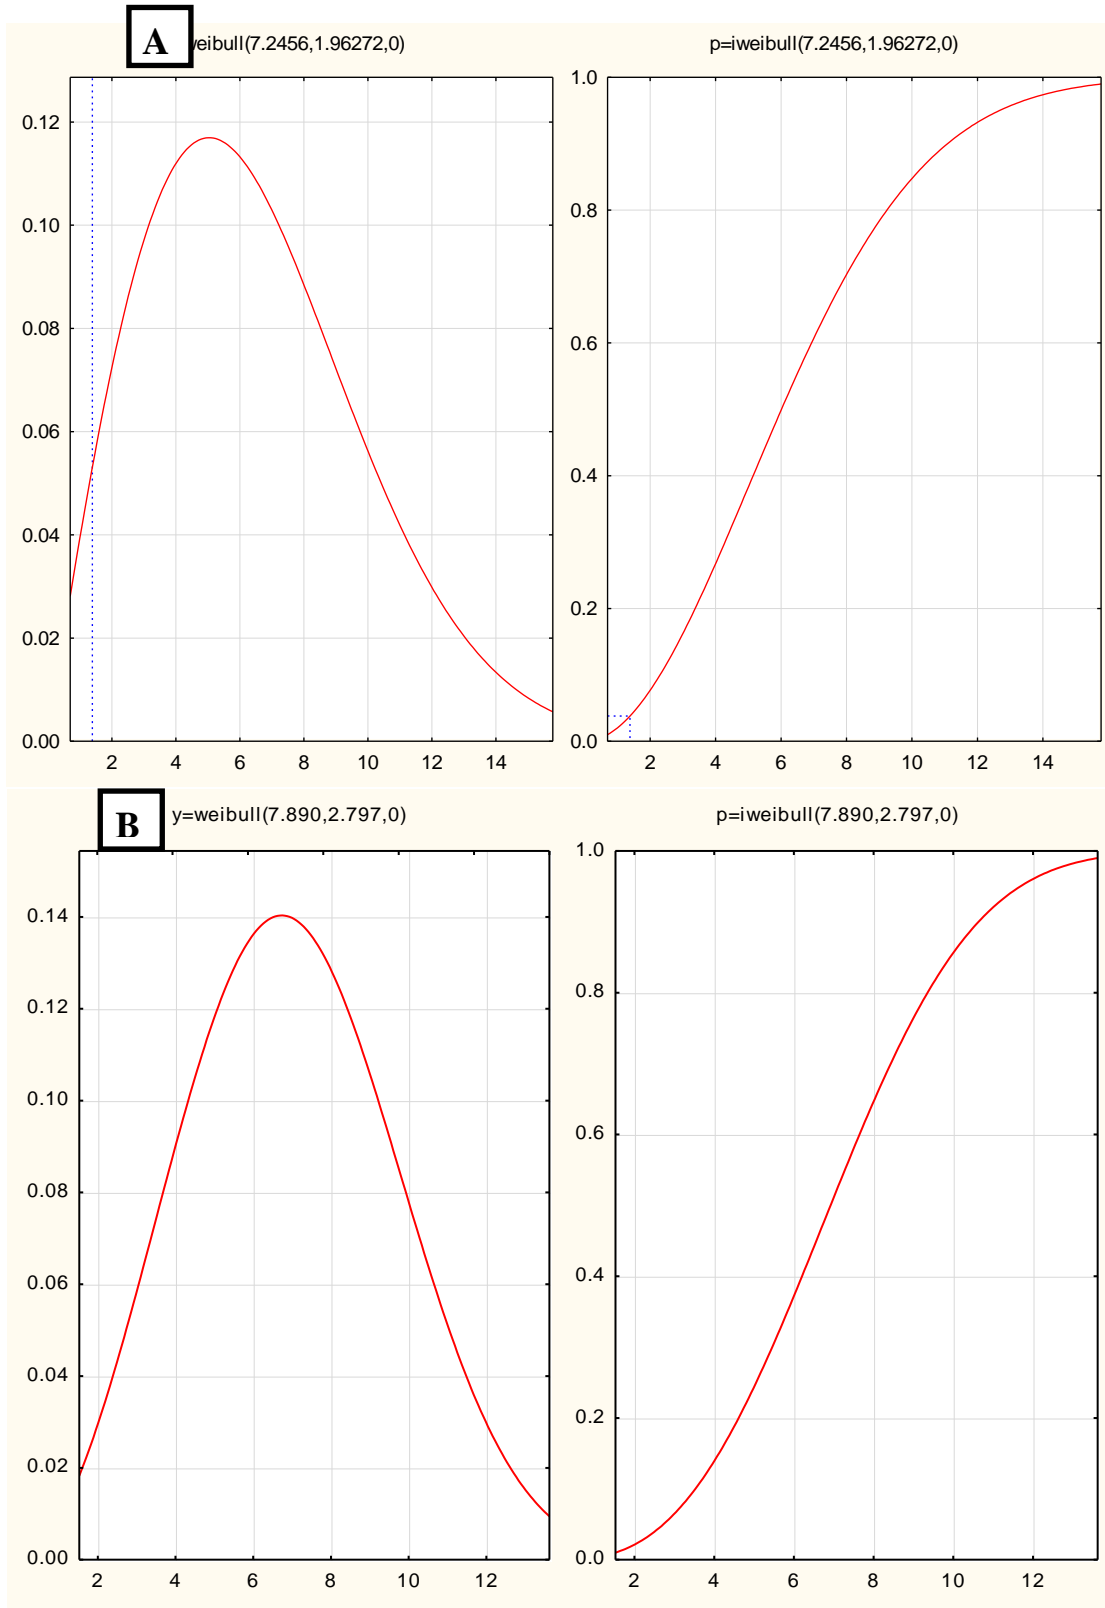 A
weibull(7.2456,1.96272,0)
p=iweibull(7.2456,1.96272,0)
0.12
0.10
0.08
0.06
0.04
0.02
0.00
2 4 6 8 10 12 14
1.0
0.8
0.6
0.4
0.2
0.0
2 4 6 8 10 12 14
B
y=weibull(7.890,2.797,0)
p=iweibull(7.890,2.797,0)
0.14
0.12
0.10
0.08
0.06
0.04
0.02
0.00
2 4 6 8 10 12
1.0
0.8
0.6
0.4
0.2
0.0
2 4 6 8 10 12